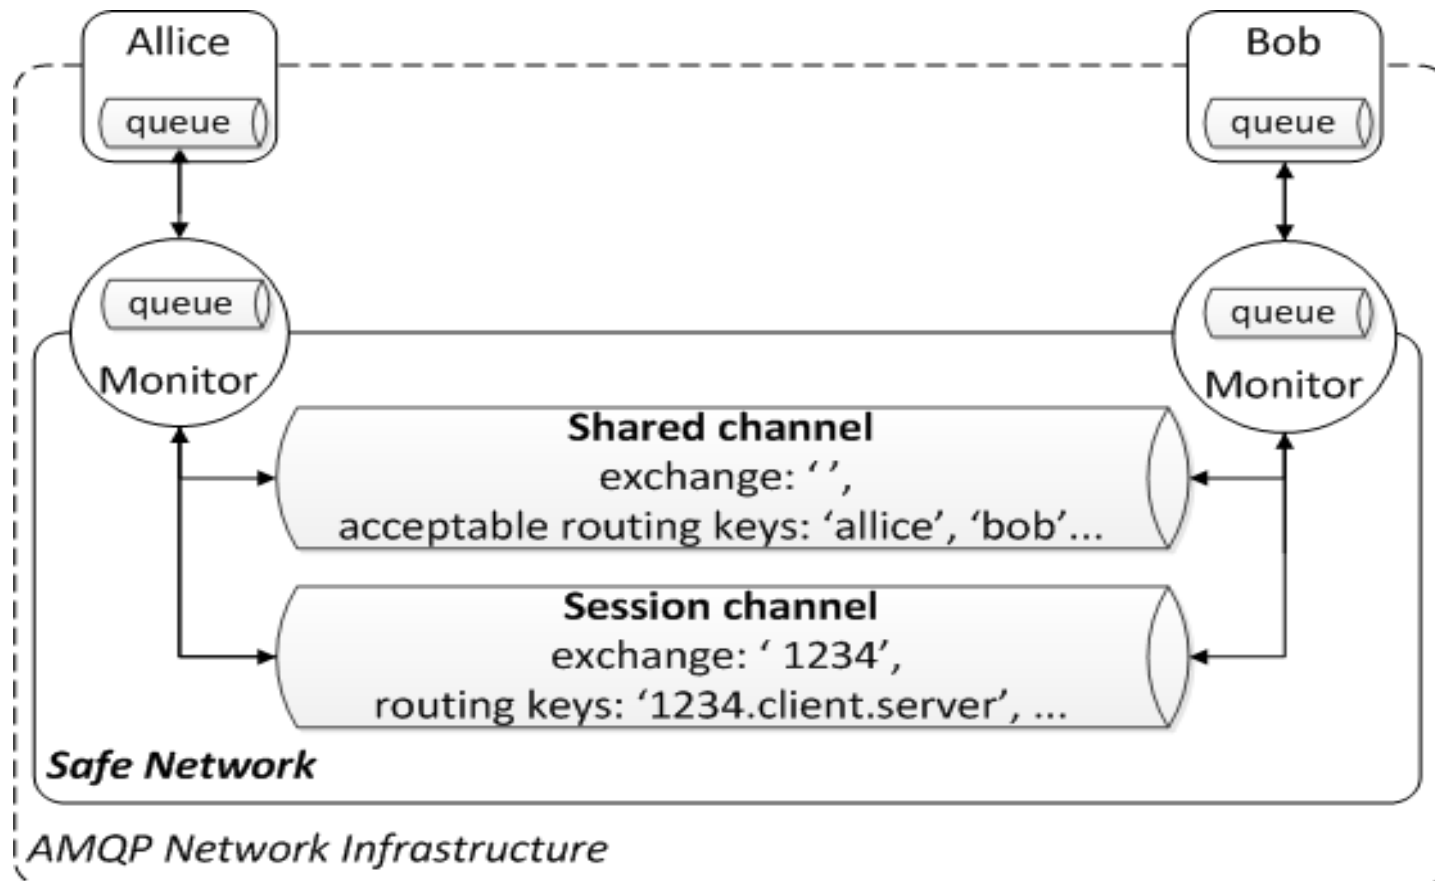 Allice
queue
Bob
queue
queue
Monitor
queue
Monitor
Shared channel
exchange: ‘ ’,
acceptable routing keys: ‘allice’, ‘bob’...
Session channel
exchange: ‘ 1234’,
routing keys: ‘1234.client.server’, ...
Safe Network
AMQP Network Infrastructure